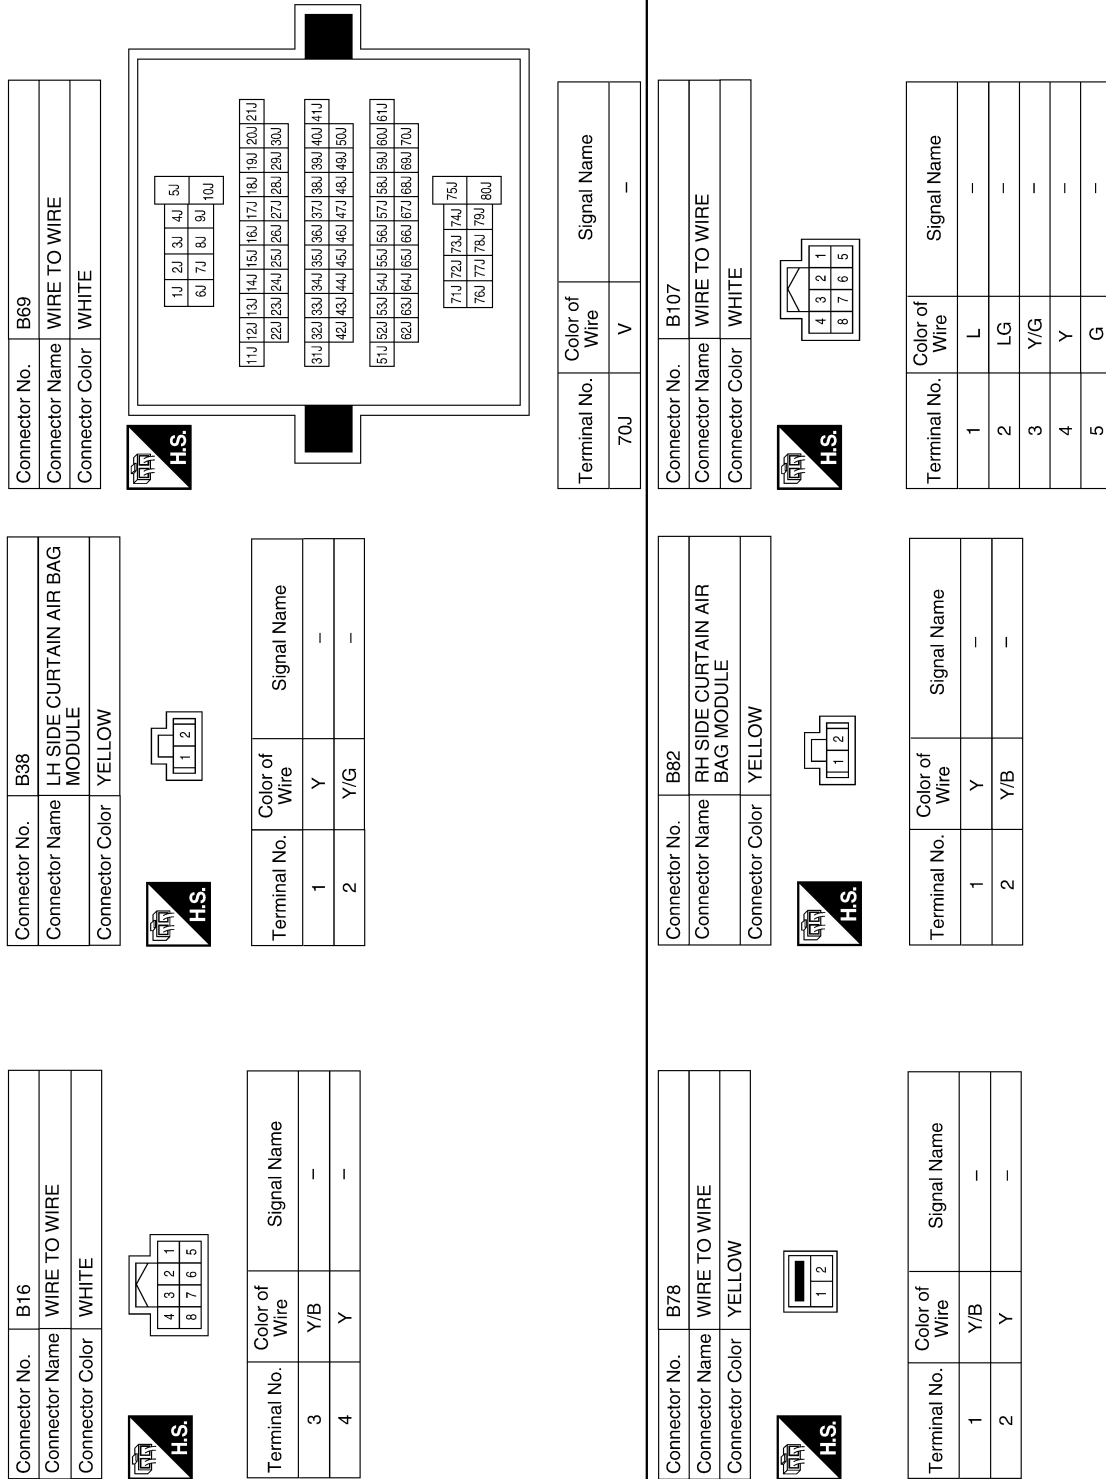 Connector No. B16
Connector Name WIRE TO WIRE
Connector Color WHITE
H.S.
4 3 2 1
8 7 6 5
Terminal No. Color of Wire Signal Name
3 Y/B –
4 Y –
Connector No. B38
Connector Name LH SIDE CURTAIN AIR BAG
MODULE
Connector Color YELLOW
H.S.
1 2
Terminal No. Color of Wire Signal Name
1 Y –
2 Y/G –
Connector No. B69
Connector Name WIRE TO WIRE
Connector Color WHITE
H.S.
1J 2J 3J 4J 5J
6J 7J 8J 9J 10J
11J 12J 13J 14J 15J 16J 17J 18J 19J 20J 21J
22J 23J 24J 25J 26J 27J 28J 29J 30J
31J 32J 33J 34J 35J 36J 37J 38J 39J 40J 41J
42J 43J 44J 45J 46J 47J 48J 49J 50J
51J 52J 53J 54J 55J 56J 57J 58J 59J 60J 61J
62J 63J 64J 65J 66J 67J 68J 69J 70J
71J 72J 73J 74J 75J
76J 77J 78J 79J 80J
Terminal No. Color of Wire Signal Name
70J V –
Connector No. B78
Connector Name WIRE TO WIRE
Connector Color YELLOW
H.S.
1 2
Terminal No. Color of Wire Signal Name
1 Y/B –
2 Y –
Connector No. B82
Connector Name RH SIDE CURTAIN AIR
BAG MODULE
Connector Color YELLOW
H.S.
1 2
Terminal No. Color of Wire Signal Name
1 Y –
2 Y/B –
Connector No. B107
Connector Name WIRE TO WIRE
Connector Color WHITE
H.S.
4 3 2 1
8 7 6 5
Terminal No. Color of Wire Signal Name
1 L –
2 LG –
3 Y/G –
4 Y –
5 G –